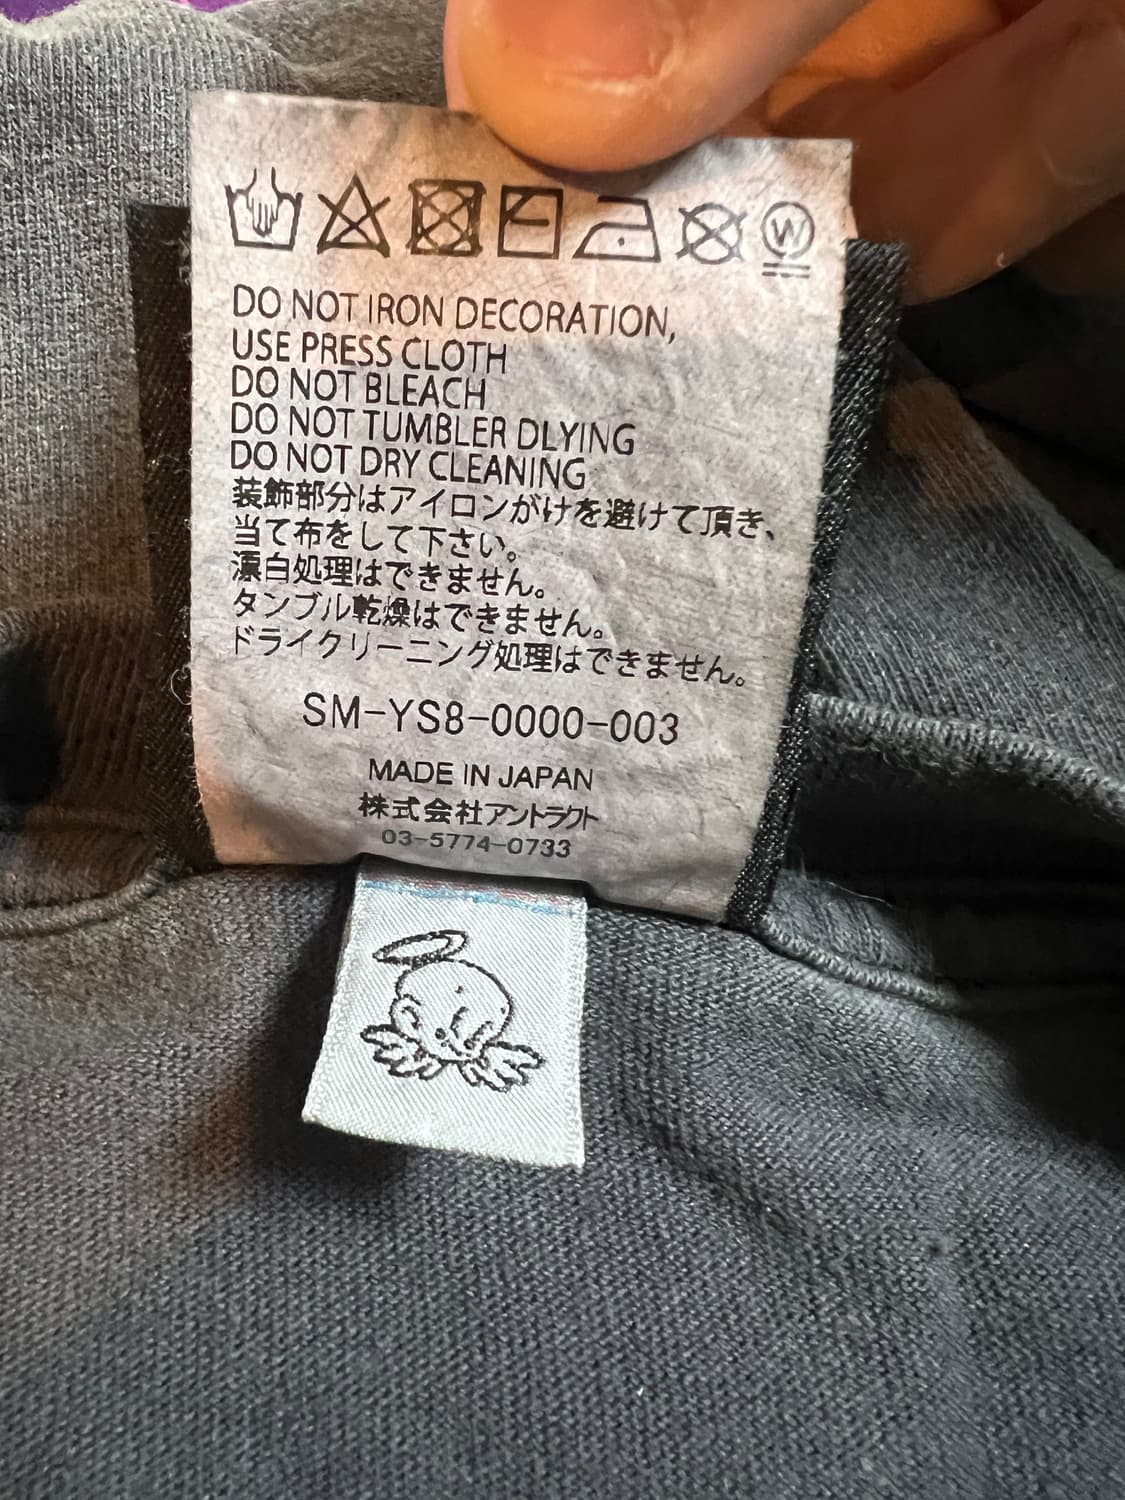 W
DO NOT IRON DECORATION,
USE PRESS CLOTH
DO NOT BLEACH
DO NOT TUMBLER DLYING
DO NOT DRY CLEANING
装飾部分はアイロンがけを避けて頂き、
当て布をして下さい。
漂白処理はできません。
タンブル乾燥はできません。
ドライクリーニング処理はできません。
SM-YS8-0000-003
MADE IN JAPAN
株式会社アントラクト
03-5774-0733